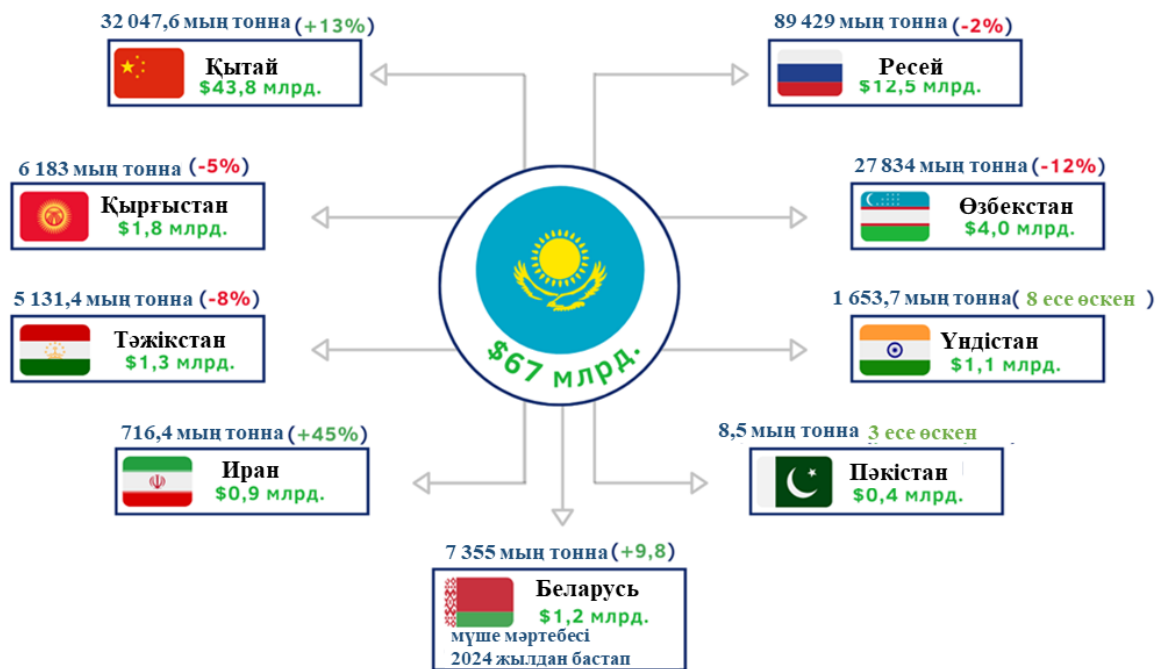 32 047,6 мың тонна (+13%)
Қытай
$43,8 млрд.
89 429 мың тонна (-2%)
Ресей
$12,5 млрд.
6 183 мың тонна (-5%)
Қырғыстан
$1,8 млрд.
27 834 мың тонна (-12%)
Өзбекстан
$4,0 млрд.
5 131,4 мың тонна (-8%)
Тәжікстан
$1,3 млрд.
1 653,7 мың тонна( 8 есе өскен )
Үндістан
$1,1 млрд.
$67 млрд.
716,4 мың тонна (+45%)
Иран
$0,9 млрд.
8,5 мың тонна 3 есе өскен
Пәкістан
$0,4 млрд.
7 355 мың тонна (+9,8)
Беларусь
$1,2 млрд.
мүше мәртебесі
2024 жылдан бастап